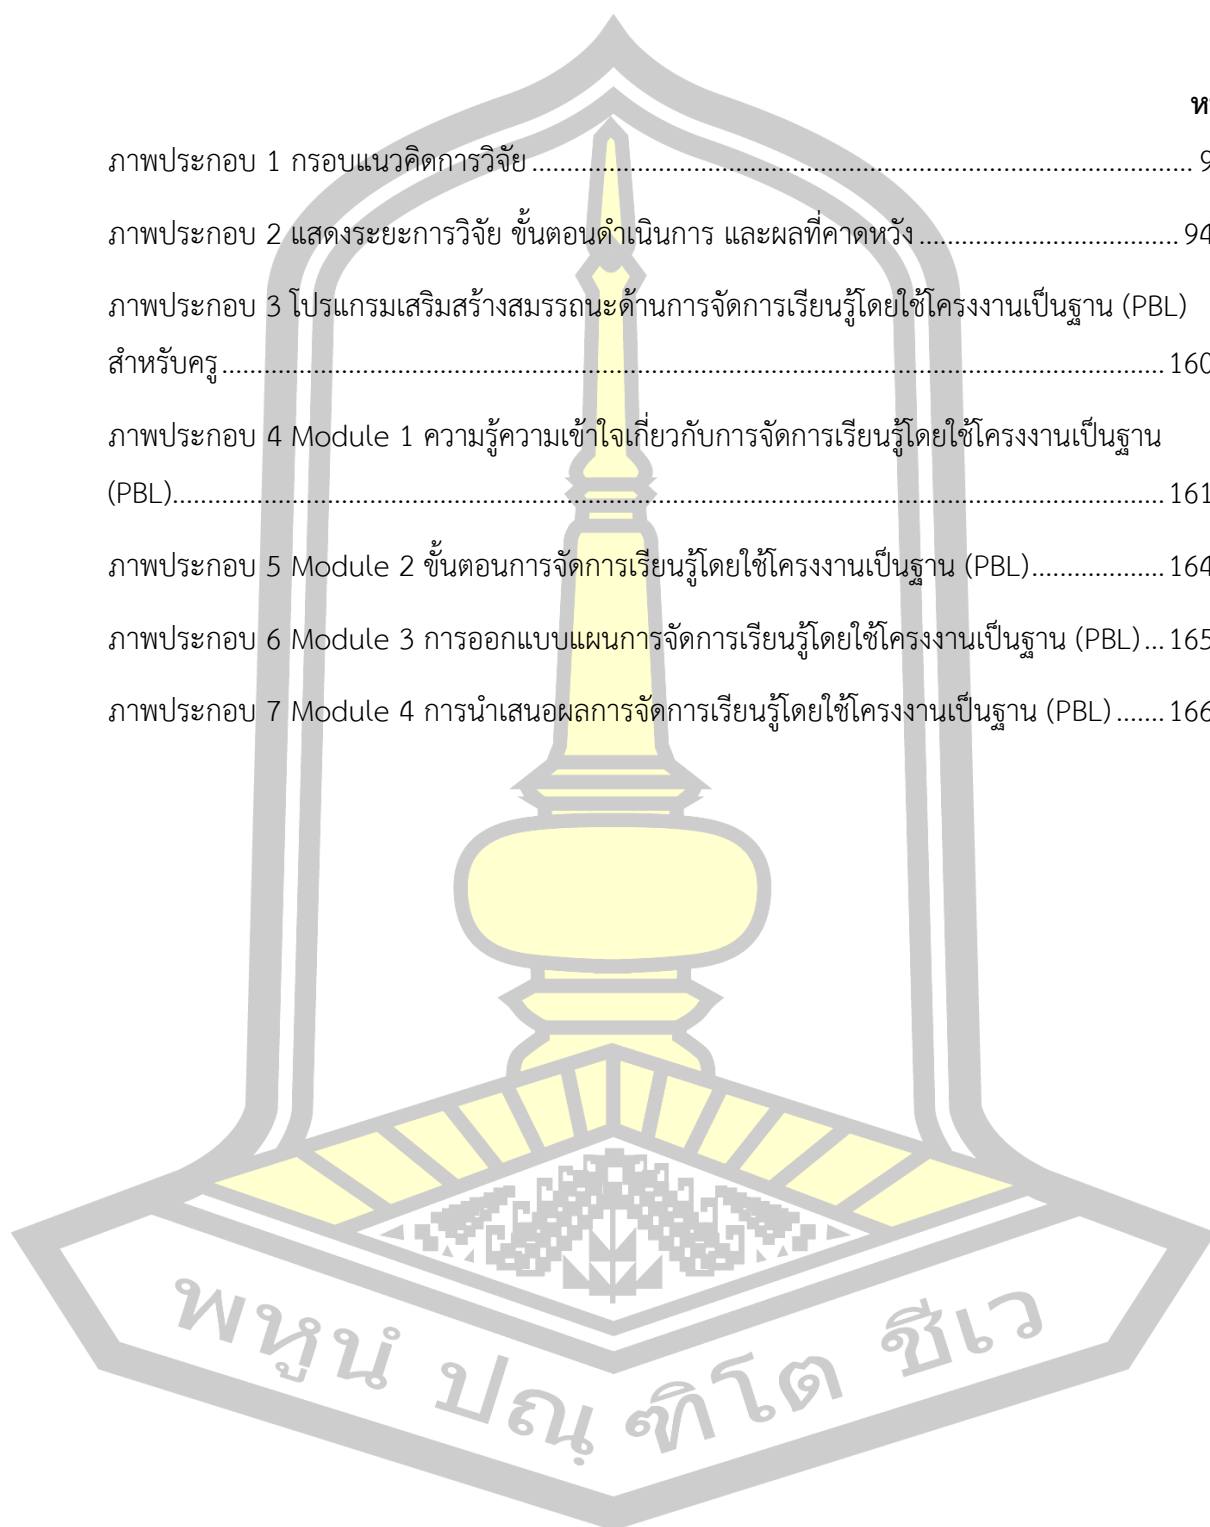 ภาพประกอบ 1 กรอบแนวคิดการวิจัย ............................................................................................... 9
ภาพประกอบ 2 แสดงระยะการวิจัย ขั้นตอนดำเนินการ และผลที่คาดหวัง ..................................... 94
ภาพประกอบ 3 โปรแกรมเสริมสร้างสมรรถนะด้านการจัดการเรียนรู้โดยใช้โครงงานเป็นฐาน (PBL)
สำหรับครู ....................................................................................................................................... 160
ภาพประกอบ 4 Module 1 ความรู้ความเข้าใจเกี่ยวกับการจัดการเรียนรู้โดยใช้โครงงานเป็นฐาน
(PBL)............................................................................................................................................. 161
ภาพประกอบ 5 Module 2 ขั้นตอนการจัดการเรียนรู้โดยใช้โครงงานเป็นฐาน (PBL)................... 164
ภาพประกอบ 6 Module 3 การออกแบบแผนการจัดการเรียนรู้โดยใช้โครงงานเป็นฐาน (PBL) ... 165
ภาพประกอบ 7 Module 4 การนำเสนอผลการจัดการเรียนรู้โดยใช้โครงงานเป็นฐาน (PBL) ....... 166
พหูนํ ปณฺฑิโต ชีเว